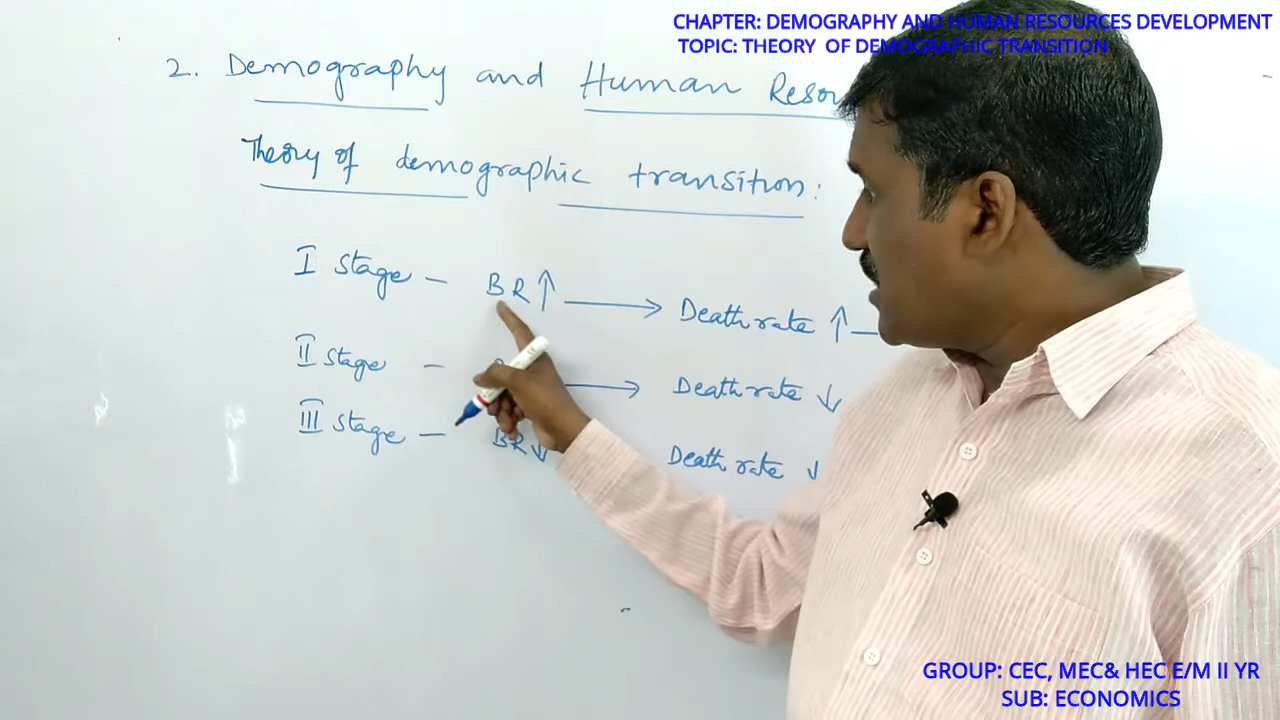 CHAPTER: DEMOGRAPHY AND HUMAN RESOURCES DEVELOPMENT
TOPIC: THEORY OF DEMOGRAPHIC TRANSITION
2. Demography and Human Resou
Theory of demographic transition:
I stage - BR ↑ → Death rate ↑ -
II stage - → Death rate ↓
III stage - BR ↓ Death rate ↓
GROUP: CEC, MEC& HEC E/M II YR
SUB: ECONOMICS